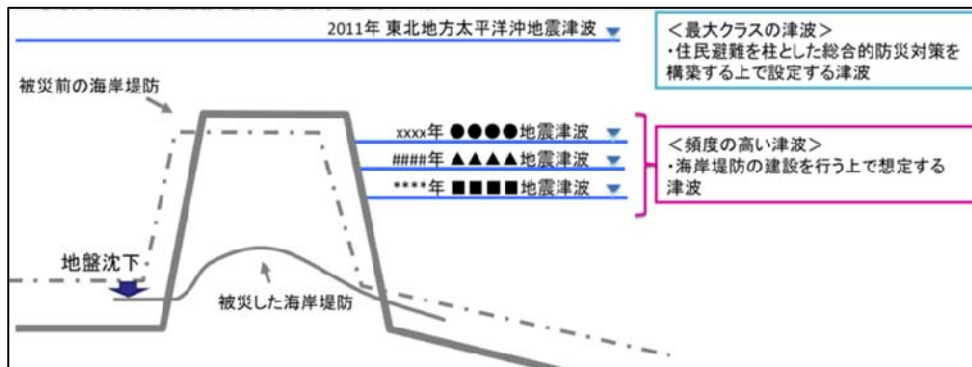 2011年 東北地方太平洋沖地震津波
＜最大クラスの津波＞
・住民避難を柱とした総合的防災対策を
構築する上で設定する津波
被災前の海岸堤防
xxxx年 ●●●●地震津波
####年 ▲▲▲▲地震津波
****年 ■■■■地震津波
＜頻度の高い津波＞
・海岸堤防の建設を行う上で想定する
津波
地盤沈下
被災した海岸堤防